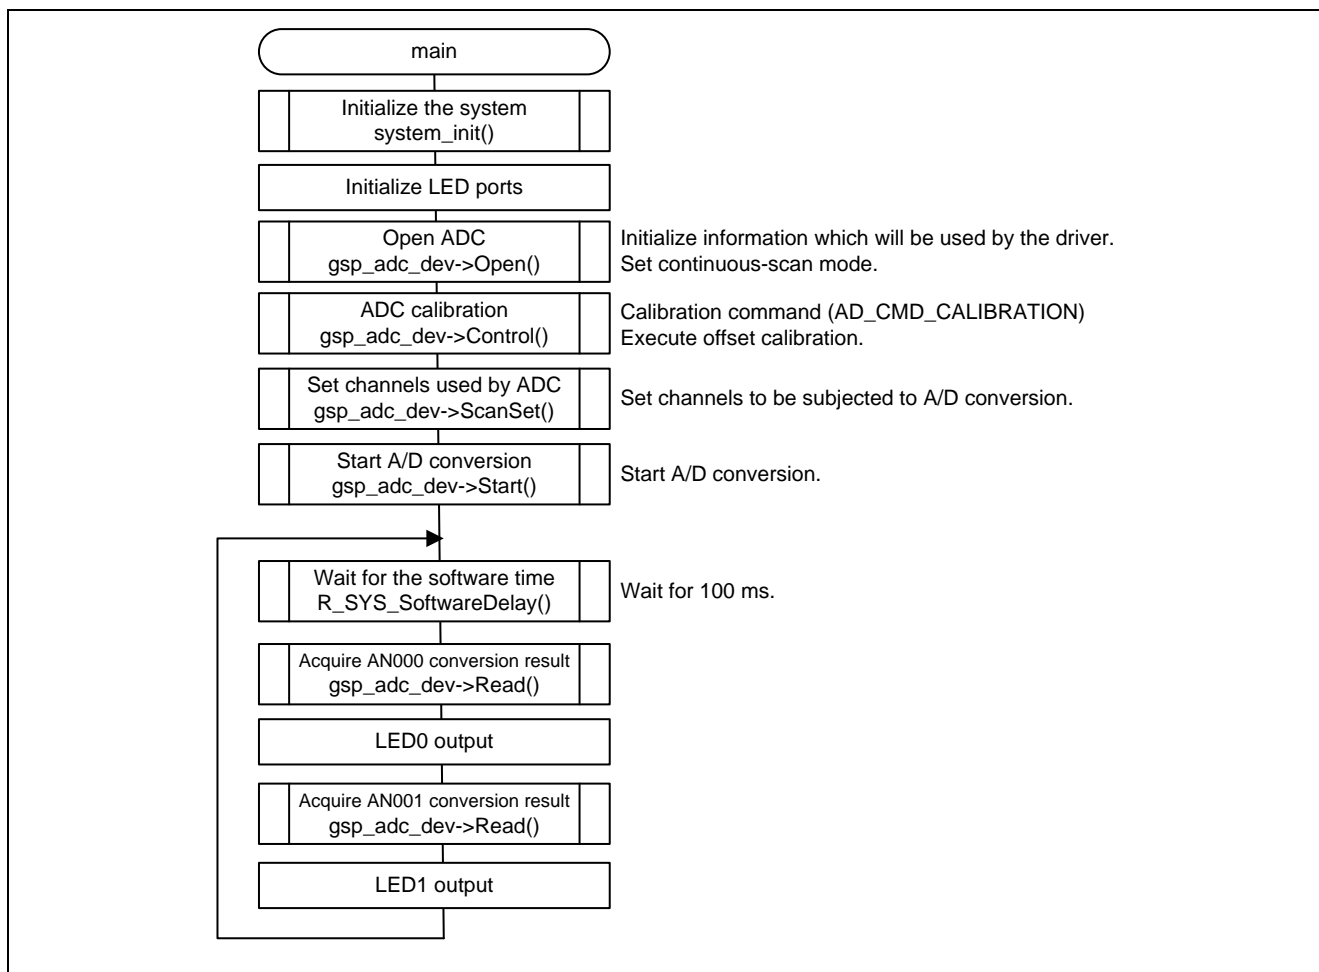 main
Initialize the system
system_init()
Initialize LED ports
Open ADC
gsp_adc_dev->Open()
Initialize information which will be used by the driver.
Set continuous-scan mode.
ADC calibration
gsp_adc_dev->Control()
Calibration command (AD_CMD_CALIBRATION)
Execute offset calibration.
Set channels used by ADC
gsp_adc_dev->ScanSet()
Set channels to be subjected to A/D conversion.
Start A/D conversion
gsp_adc_dev->Start()
Start A/D conversion.
Wait for the software time
R_SYS_SoftwareDelay()
Wait for 100 ms.
Acquire AN000 conversion result
gsp_adc_dev->Read()
LED0 output
Acquire AN001 conversion result
gsp_adc_dev->Read()
LED1 output